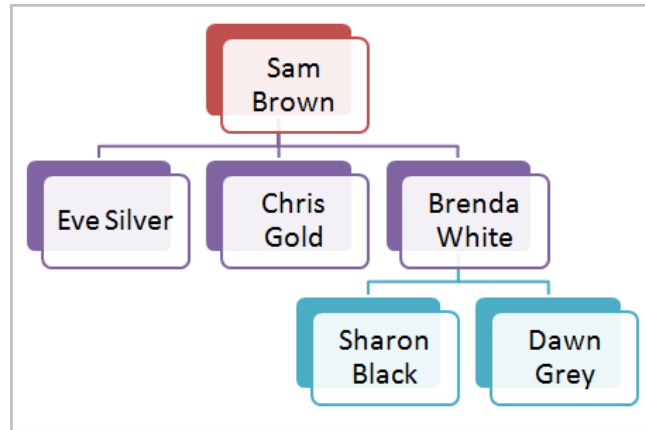 Sam
Brown
Eve Silver
Chris
Gold
Brenda
White
Sharon
Black
Dawn
Grey